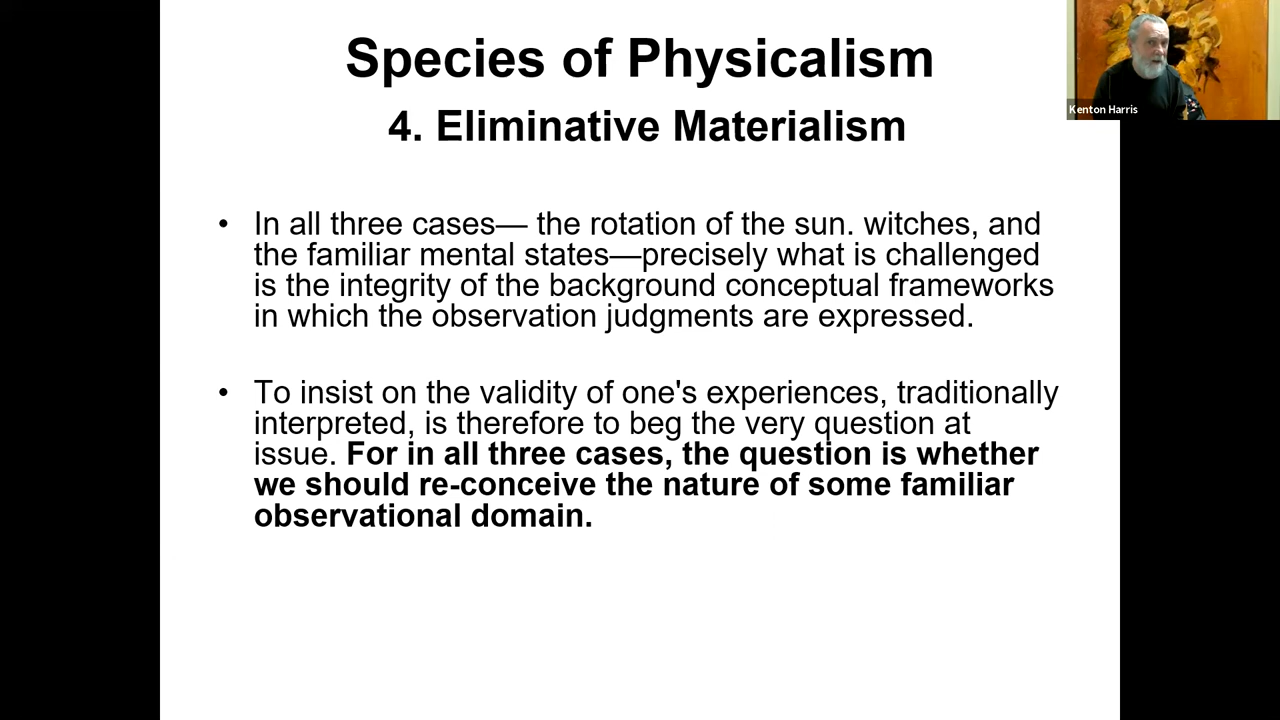 Species of Physicalism
4. Eliminative Materialism
Kenton Harris
• In all three cases— the rotation of the sun. witches, and
the familiar mental states—precisely what is challenged
is the integrity of the background conceptual frameworks
in which the observation judgments are expressed.
• To insist on the validity of one's experiences, traditionally
interpreted, is therefore to beg the very question at
issue. For in all three cases, the question is whether
we should re-conceive the nature of some familiar
observational domain.